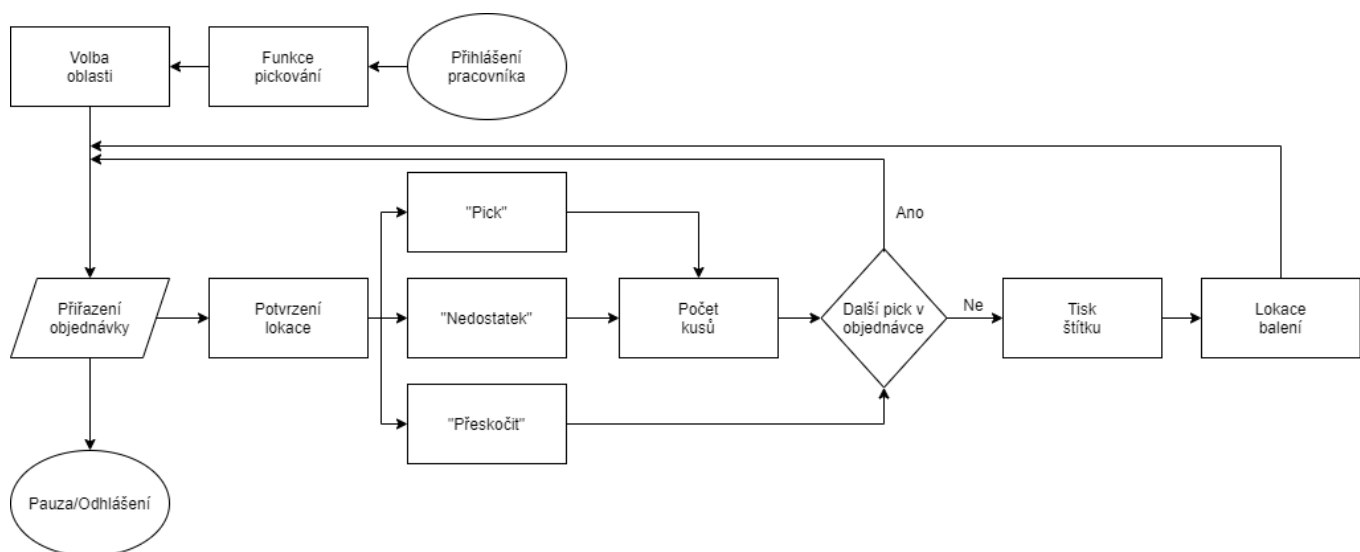 Volba
oblasti
Funkce
pickování
Přihlášení
pracovníka
"Pick"
Ano
Přiřazení
objednávky
Potvrzení
lokace
"Nedostatek"
Počet
kusů
Další pick v
objednávce
Ne
Tisk
štítku
Lokace
balení
"Přeskočit"
Pauza/Odhlášení